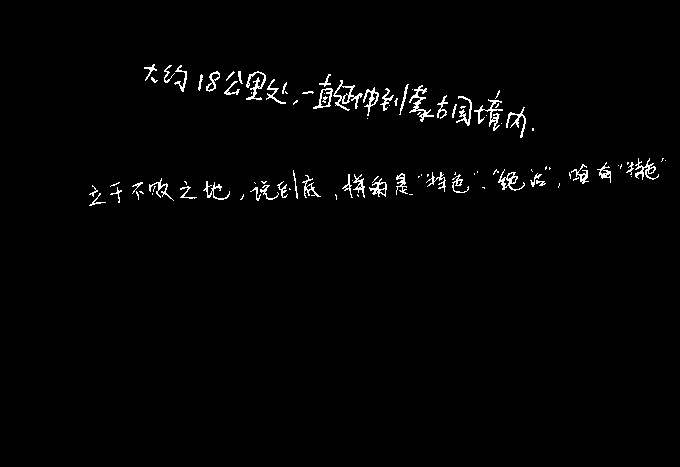 大约18公里处,一直延伸到蒙古国境内.
立于不败之地,说到底,拼的是“特色”、“绝活”,唯有“特色”